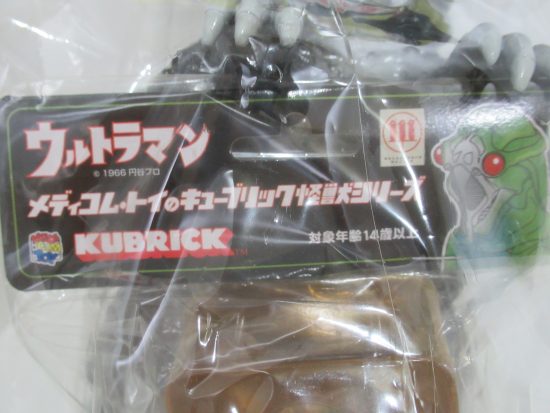 ウルトラマン
© 1966 円谷プロ
メディコム・トイのキューブリック怪獣シリーズ
KUBRICK TM
対象年齢14歳以上